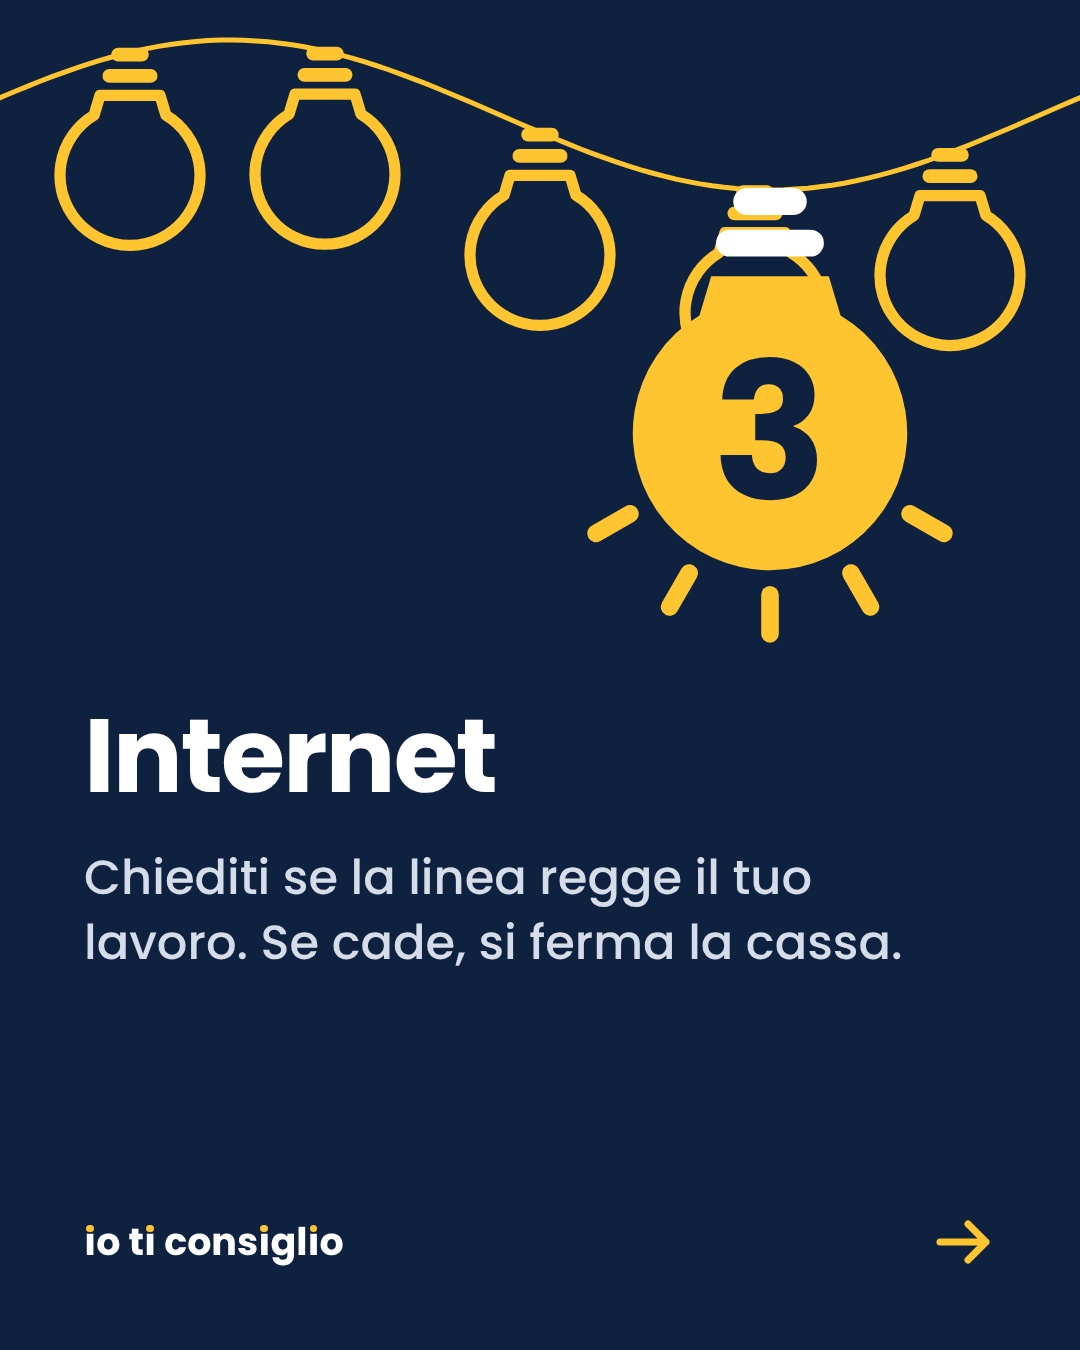 3
Internet
Chiediti se la linea regge il tuo
lavoro. Se cade, si ferma la cassa.
io ti consiglio